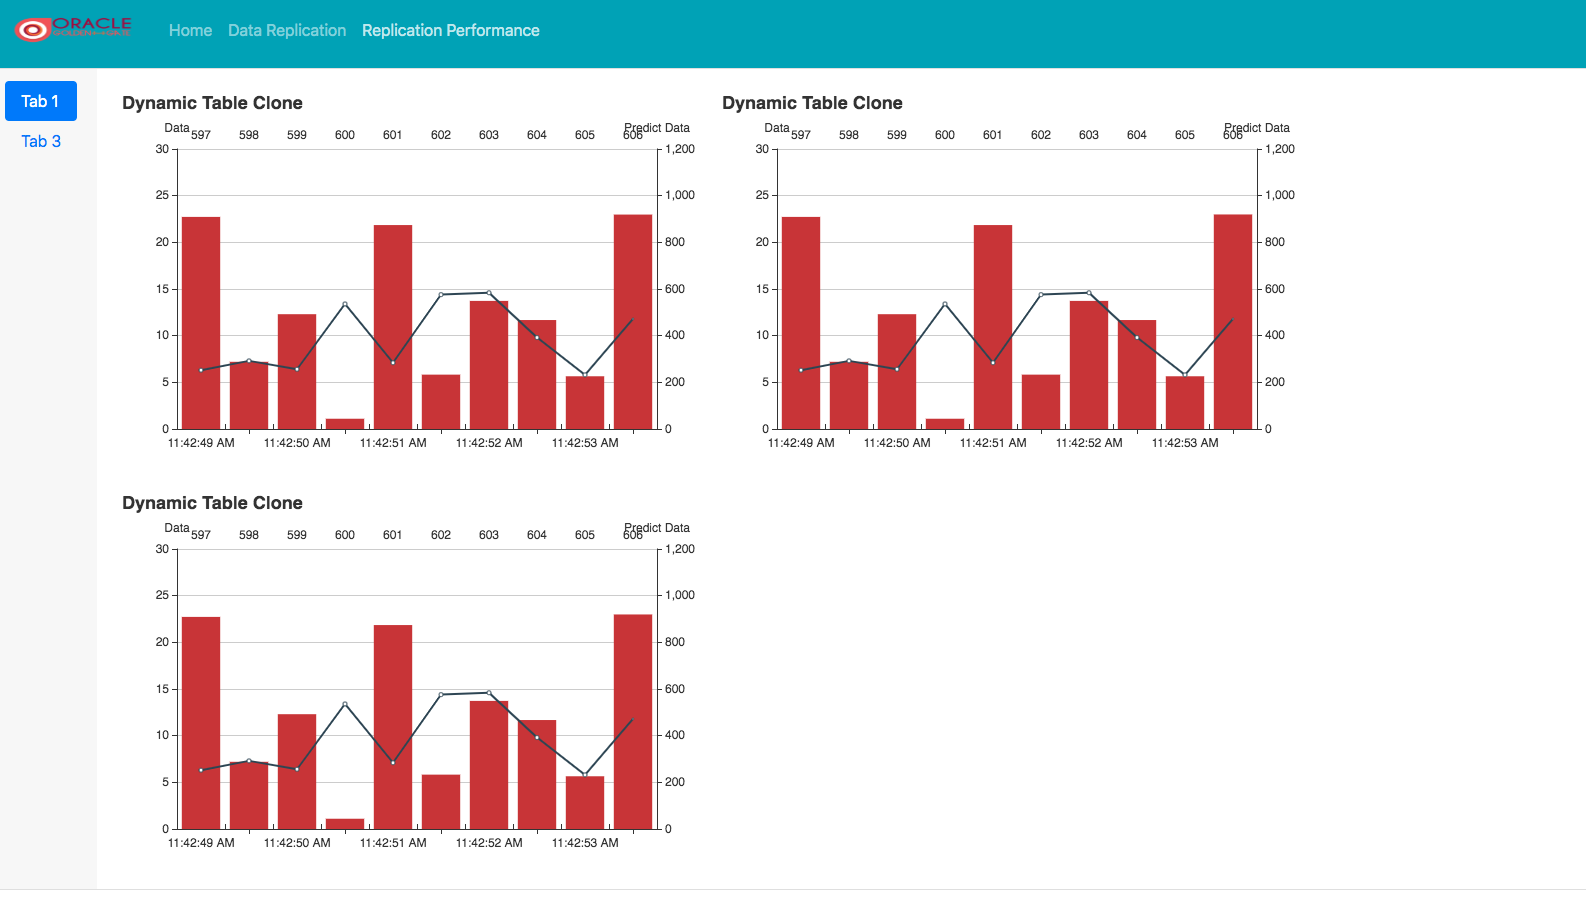 ORACLE
Home Data Replication Replication Performance
Tab 1
Tab 3
Dynamic Table Clone
Data Predict Data
597 598 599 600 601 602 603 604 605 606
30 1,200
25 1,000
20 800
15 600
10 400
5 200
0 0
11:42:49 AM 11:42:50 AM 11:42:51 AM 11:42:52 AM 11:42:53 AM
Dynamic Table Clone
Data Predict Data
597 598 599 600 601 602 603 604 605 606
30 1,200
25 1,000
20 800
15 600
10 400
5 200
0 0
11:42:49 AM 11:42:50 AM 11:42:51 AM 11:42:52 AM 11:42:53 AM
Dynamic Table Clone
Data Predict Data
597 598 599 600 601 602 603 604 605 606
30 1,200
25 1,000
20 800
15 600
10 400
5 200
0 0
11:42:49 AM 11:42:50 AM 11:42:51 AM 11:42:52 AM 11:42:53 AM